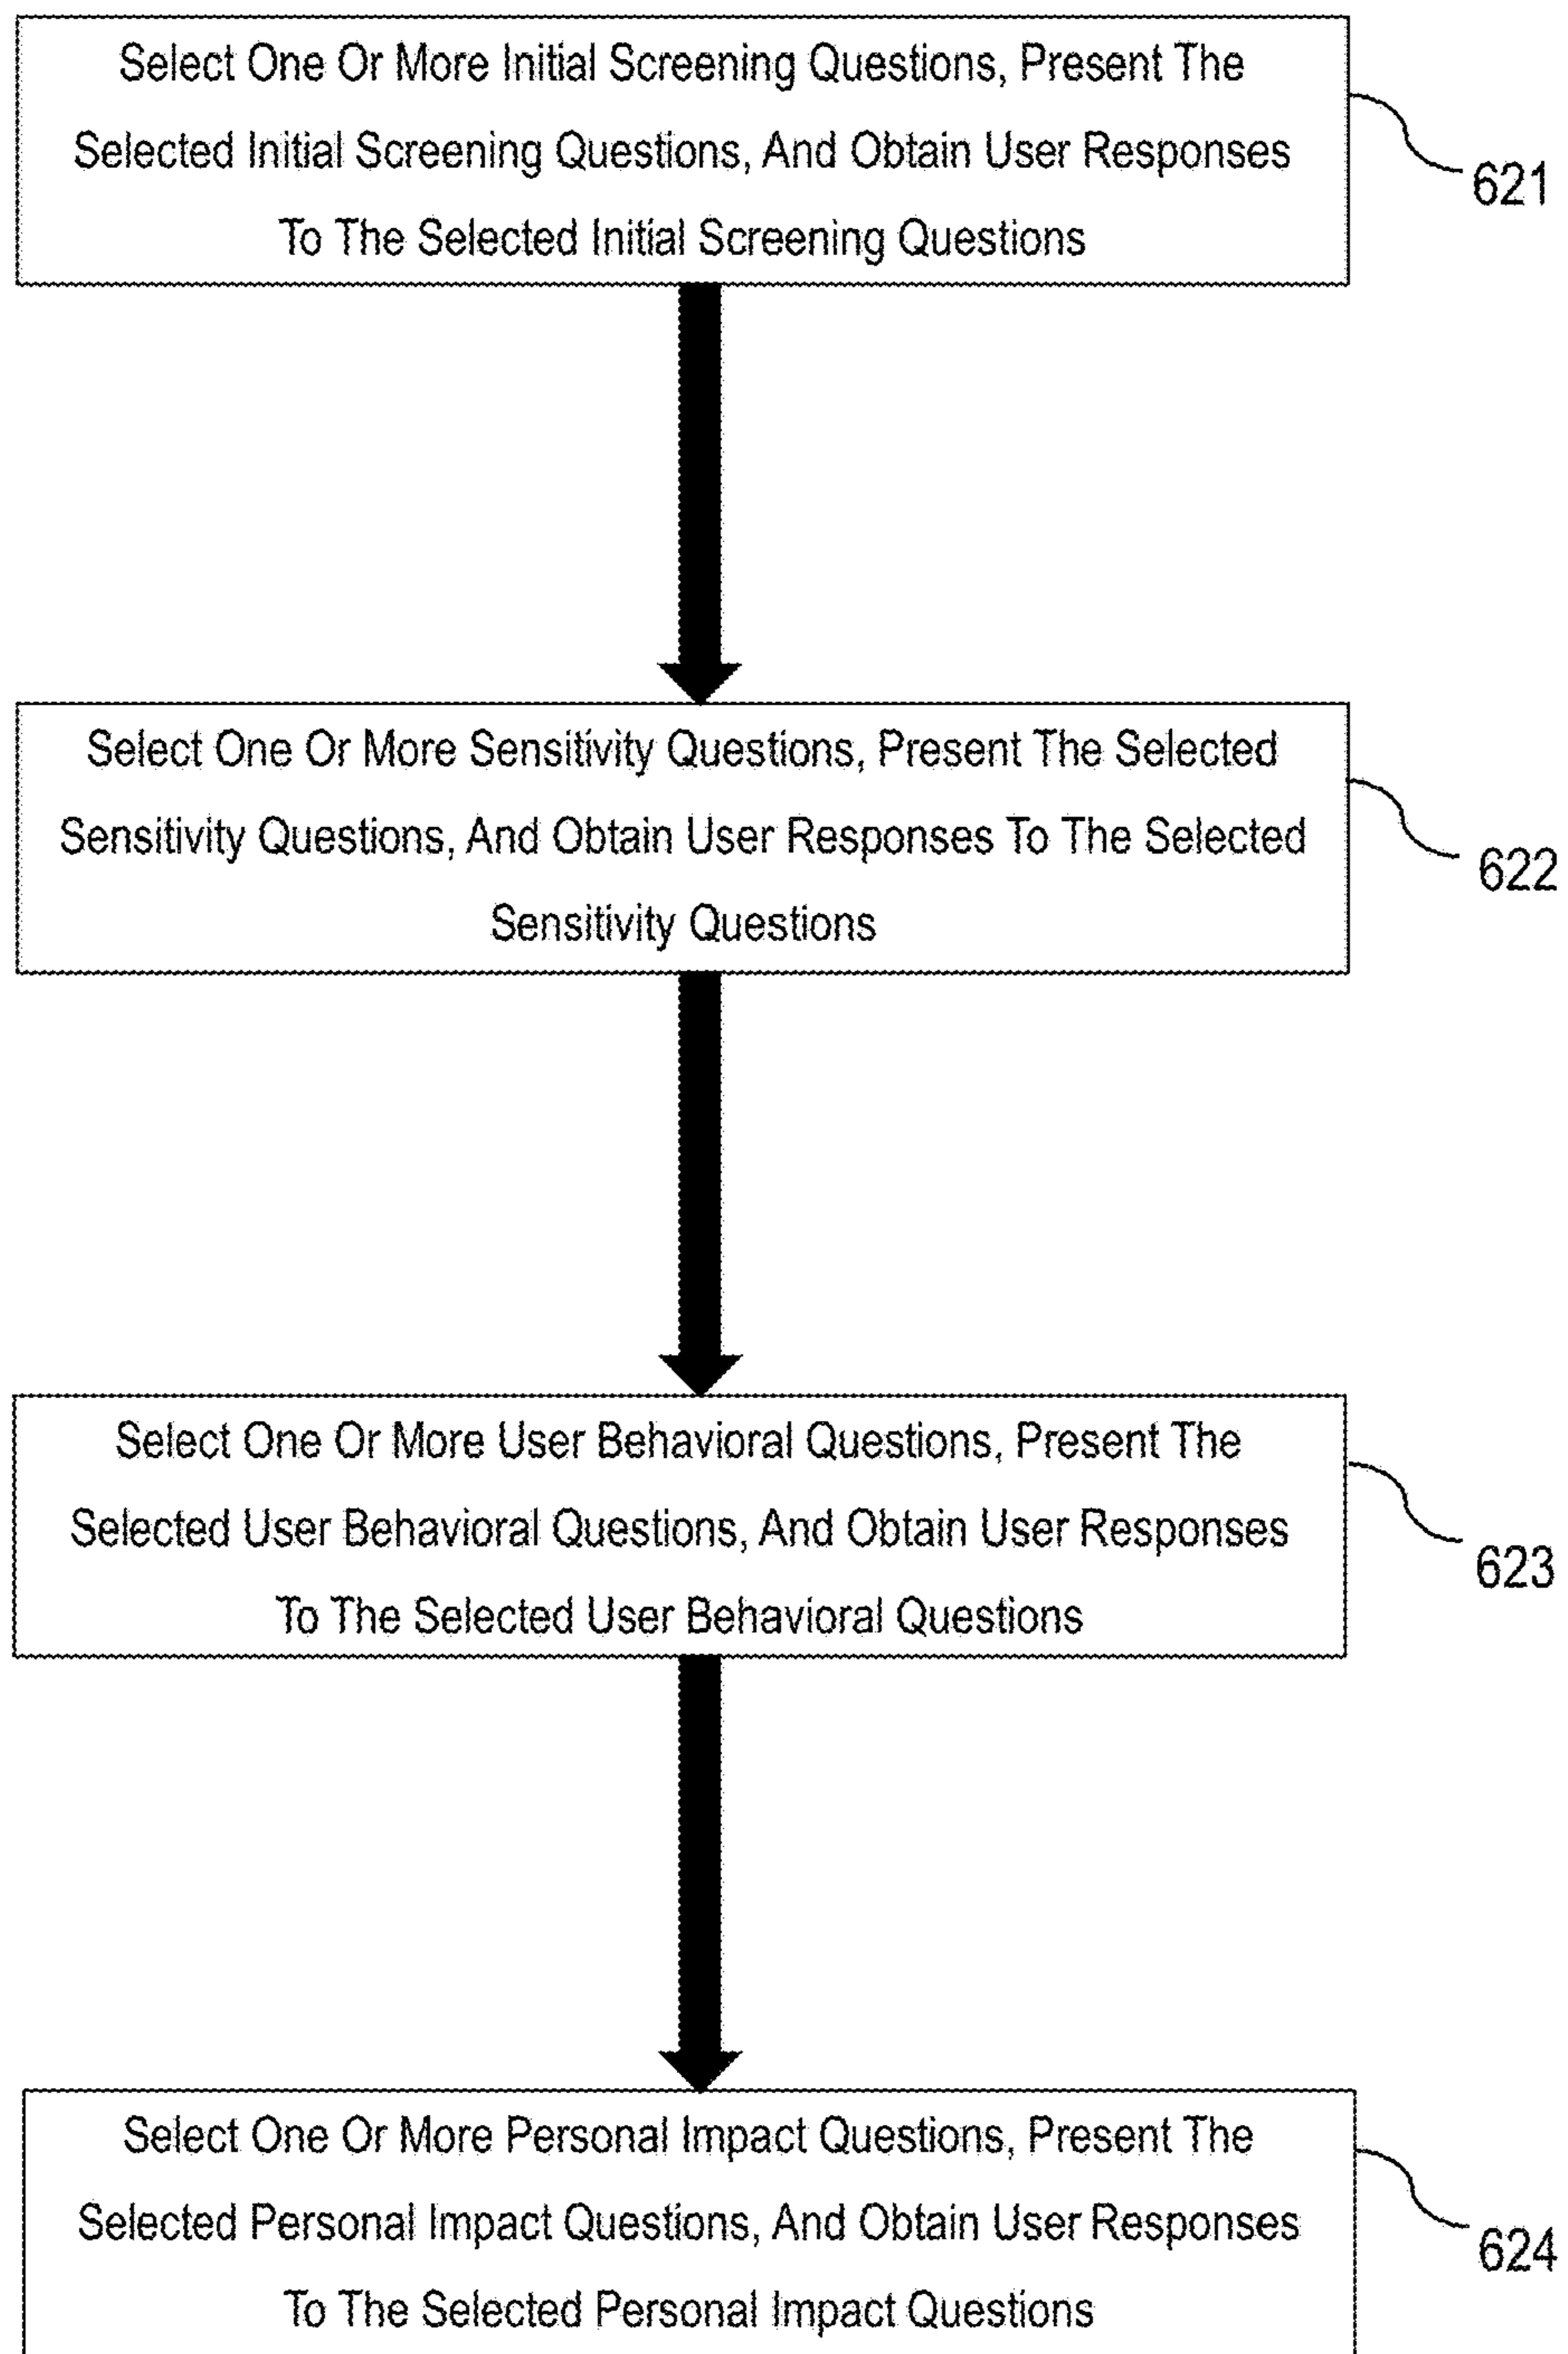 Select One Or More Initial Screening Questions, Present The
Selected Initial Screening Questions, And Obtain User Responses
To The Selected Initial Screening Questions
621
Select One Or More Sensitivity Questions, Present The Selected
Sensitivity Questions, And Obtain User Responses To The Selected
Sensitivity Questions
622
Select One Or More User Behavioral Questions, Present The
Selected User Behavioral Questions, And Obtain User Responses
To The Selected User Behavioral Questions
623
Select One Or More Personal Impact Questions, Present The
Selected Personal Impact Questions, And Obtain User Responses
To The Selected Personal Impact Questions
624